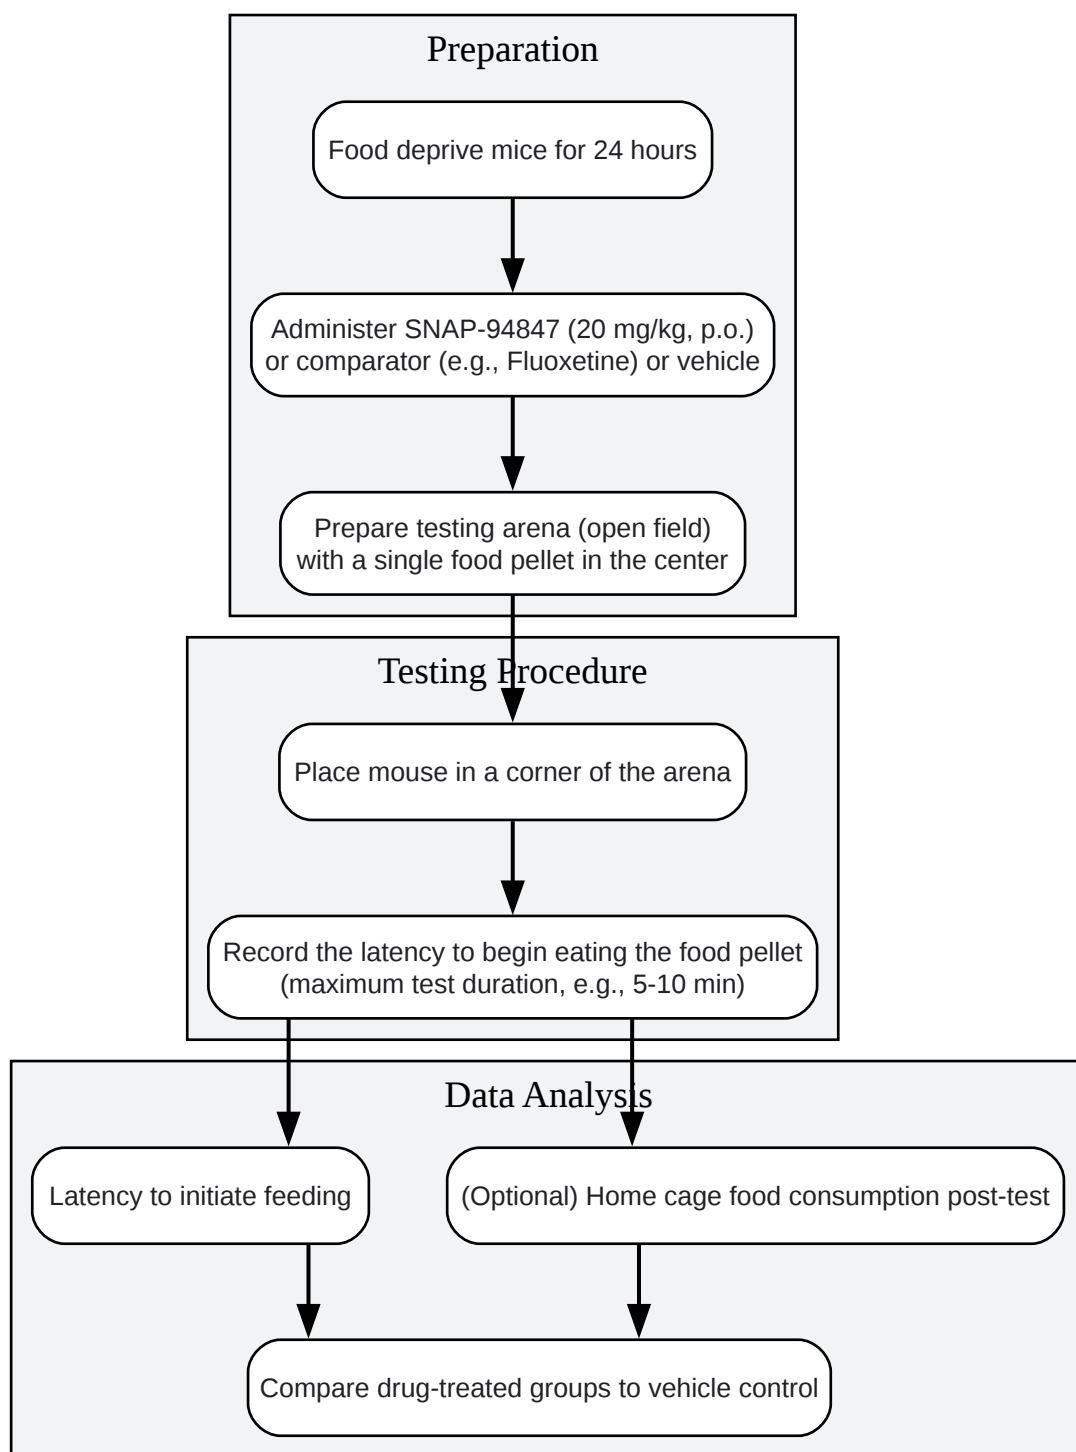 Preparation
Food deprive mice for 24 hours
Administer SNAP-94847 (20 mg/kg, p.o.)
or comparator (e.g., Fluoxetine) or vehicle
Prepare testing arena (open field)
with a single food pellet in the center
Testing Procedure
Place mouse in a corner of the arena
Record the latency to begin eating the food pellet
(maximum test duration, e.g., 5-10 min)
Data Analysis
Latency to initiate feeding
(Optional) Home cage food consumption post-test
Compare drug-treated groups to vehicle control